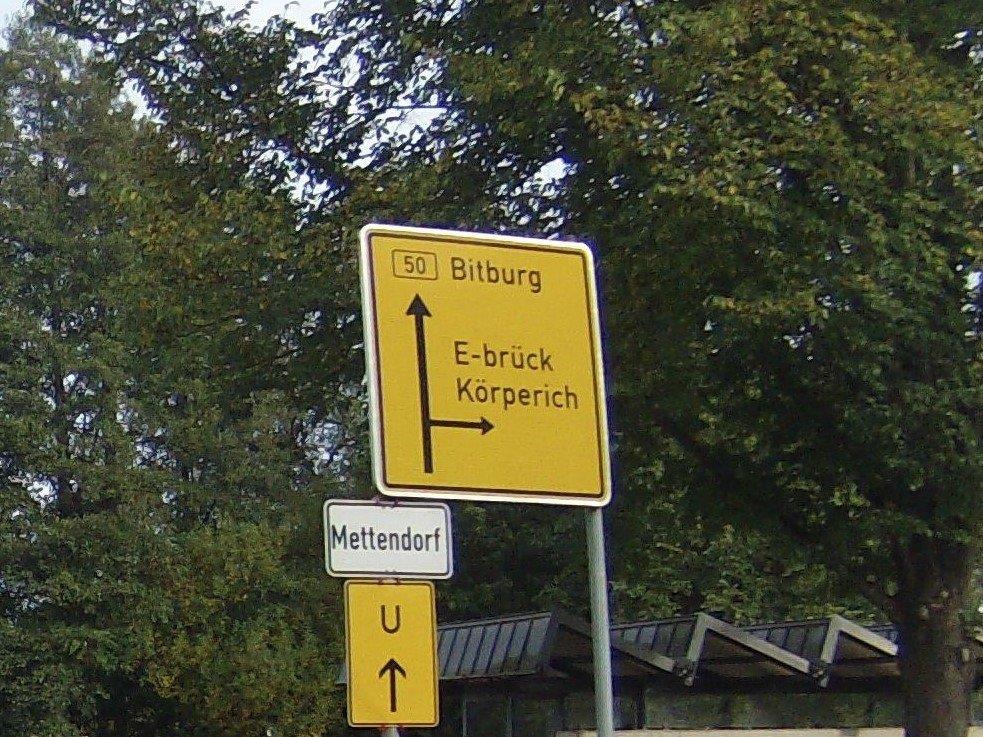 50 Bitburg
E-brück
Körperich
Mettendorf
U